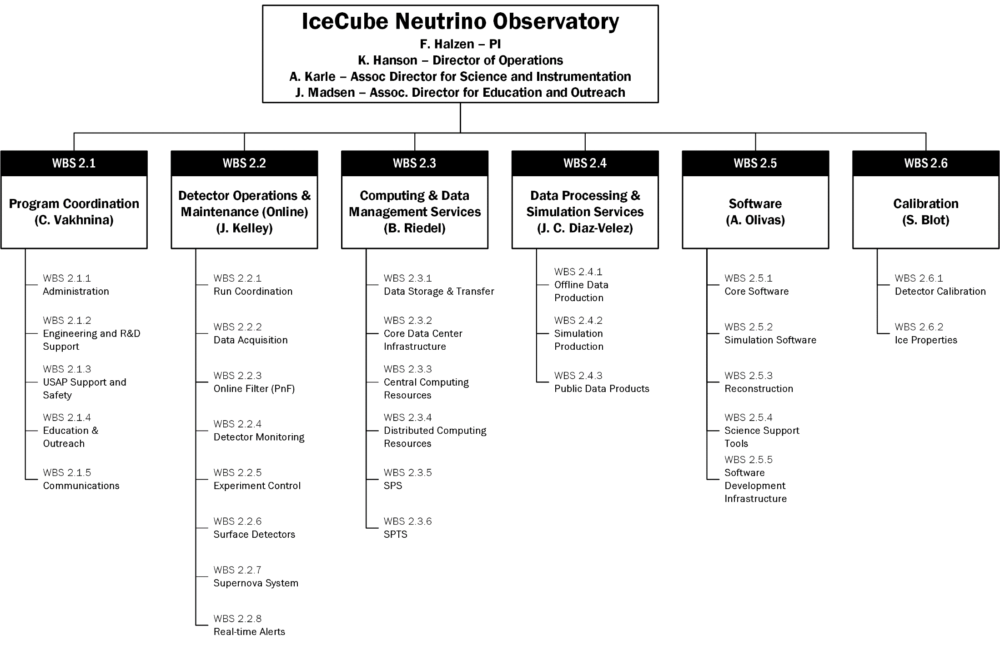 IceCube Neutrino Observatory
F. Halzen – PI
K. Hanson – Director of Operations
A. Karle – Assoc Director for Science and Instrumentation
J. Madsen – Assoc. Director for Education and Outreach
WBS 2.1
Program Coordination
(C. Vakhnina)
WBS 2.1.1
Administration
WBS 2.1.2
Engineering and R&D
Support
WBS 2.1.3
USAP Support and
Safety
WBS 2.1.4
Education &
Outreach
WBS 2.1.5
Communications
WBS 2.2
Detector Operations &
Maintenance (Online)
(J. Kelley)
WBS 2.2.1
Run Coordination
WBS 2.2.2
Data Acquisition
WBS 2.2.3
Online Filter (PnF)
WBS 2.2.4
Detector Monitoring
WBS 2.2.5
Experiment Control
WBS 2.2.6
Surface Detectors
WBS 2.2.7
Supernova System
WBS 2.2.8
Real-time Alerts
WBS 2.3
Computing & Data
Management Services
(B. Riedel)
WBS 2.3.1
Data Storage & Transfer
WBS 2.3.2
Core Data Center
Infrastructure
WBS 2.3.3
Central Computing
Resources
WBS 2.3.4
Distributed Computing
Resources
WBS 2.3.5
SPS
WBS 2.3.6
SPTS
WBS 2.4
Data Processing &
Simulation Services
(J. C. Diaz-Velez)
WBS 2.4.1
Offline Data
Production
WBS 2.4.2
Simulation
Production
WBS 2.4.3
Public Data Products
WBS 2.5
Software
(A. Olivas)
WBS 2.5.1
Core Software
WBS 2.5.2
Simulation Software
WBS 2.5.3
Reconstruction
WBS 2.5.4
Science Support
Tools
WBS 2.5.5
Software
Development
Infrastructure
WBS 2.6
Calibration
(S. Blot)
WBS 2.6.1
Detector Calibration
WBS 2.6.2
Ice Properties